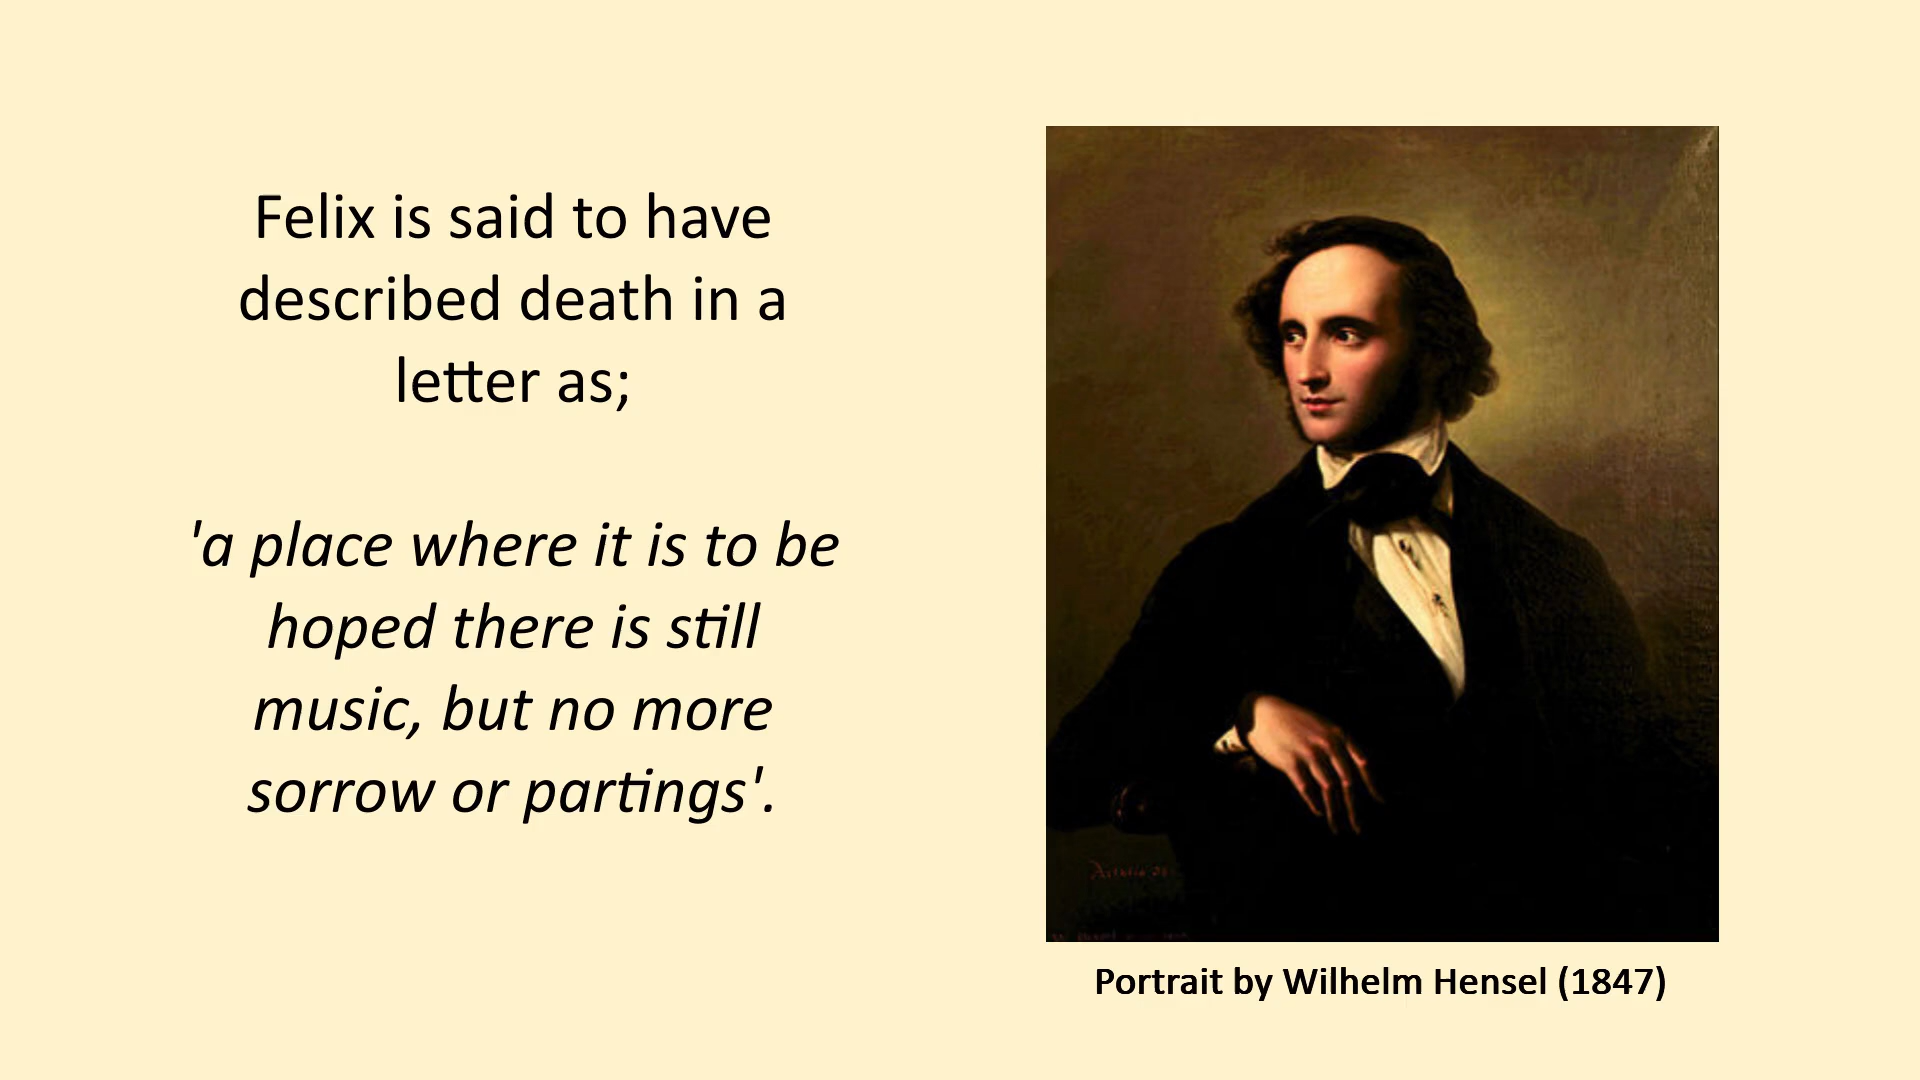 Felix is said to have
described death in a
letter as;
'a place where it is to be
hoped there is still
music, but no more
sorrow or partings'.
Portrait by Wilhelm Hensel (1847)